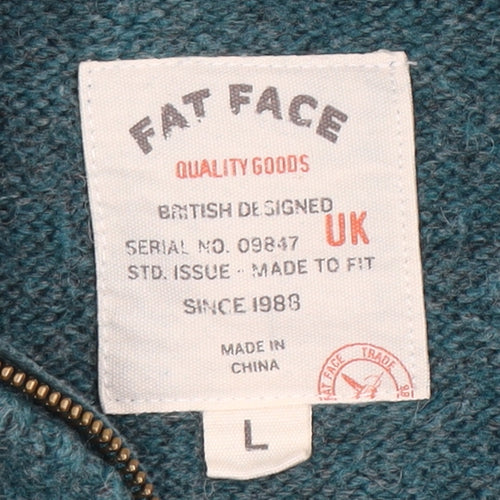 FAT FACE
QUALITY GOODS
BRITISH DESIGNED
UK
SERIAL NO. 09847
STD. ISSUE - MADE TO FIT
SINCE 1988
MADE IN
CHINA
FAT FACE TRADE
L